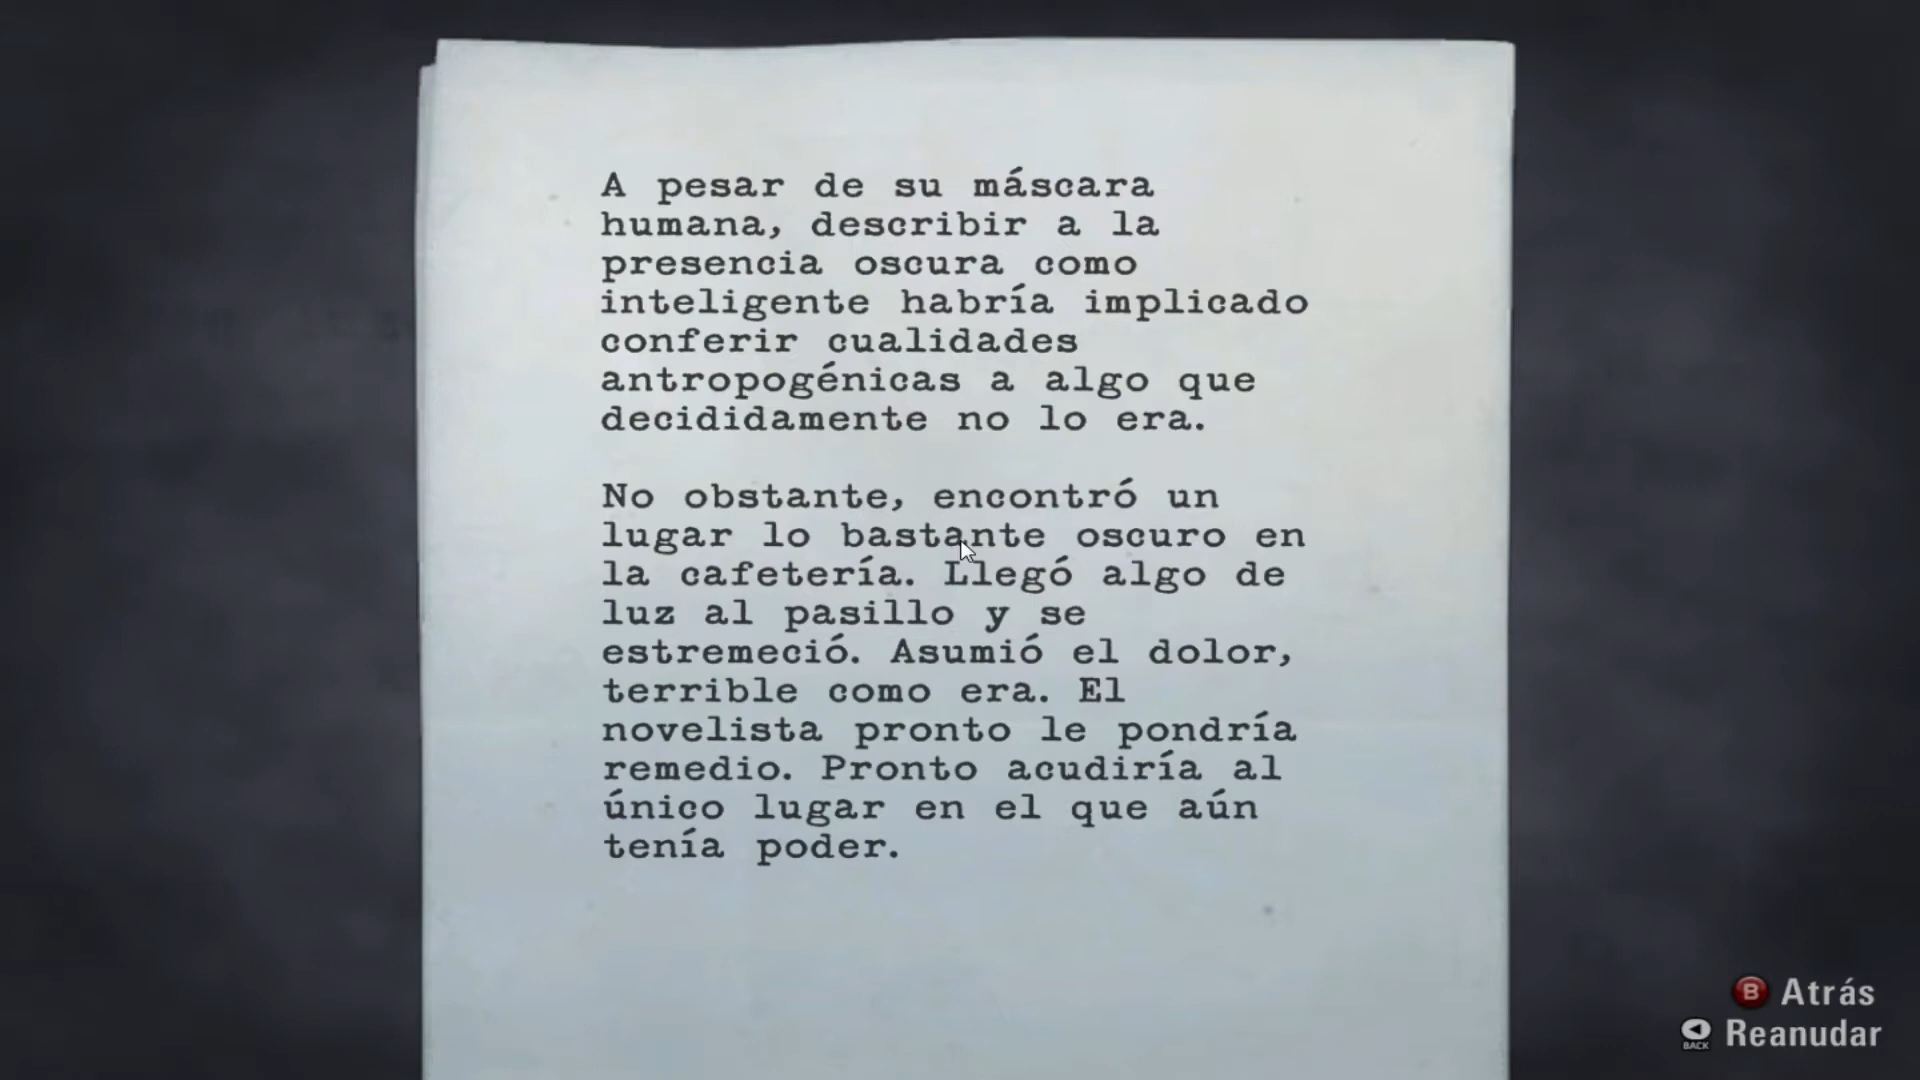 A pesar de su máscara
humana, describir a la
presencia oscura como
inteligente habría implicado
conferir cualidades
antropogénicas a algo que
decididamente no lo era.
No obstante, encontró un
lugar lo bastante oscuro en
la cafetería. Llegó algo de
luz al pasillo y se
estremeció. Asumió el dolor,
terrible como era. El
novelista pronto le pondría
remedio. Pronto acudiría al
único lugar en el que aún
tenía poder.
B Atrás
BACK Reanudar